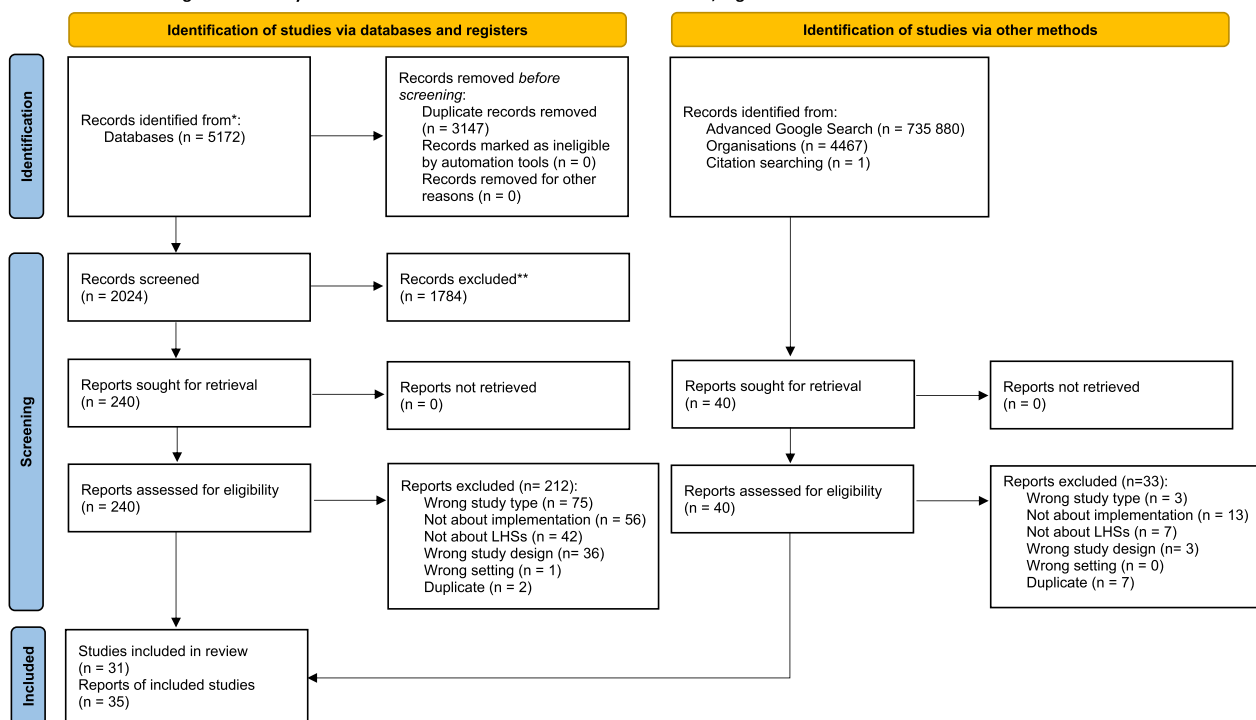 Identification of studies via databases and registers
Identification of studies via other methods
Identification
Records identified from*:
Databases (n = 5172)
Records removed before
screening:
Duplicate records removed
(n = 3147)
Records marked as ineligible
by automation tools (n = 0)
Records removed for other
reasons (n = 0)
Records identified from:
Advanced Google Search (n = 735 880)
Organisations (n = 4467)
Citation searching (n = 1)
Screening
Records screened
(n = 2024)
Records excluded**
(n = 1784)
Reports sought for retrieval
(n = 240)
Reports not retrieved
(n = 0)
Reports sought for retrieval
(n = 40)
Reports not retrieved
(n = 0)
Reports assessed for eligibility
(n = 240)
Reports excluded (n= 212):
Wrong study type (n = 75)
Not about implementation (n = 56)
Not about LHSs (n = 42)
Wrong study design (n= 36)
Wrong setting (n = 1)
Duplicate (n = 2)
Reports assessed for eligibility
(n = 40)
Reports excluded (n=33):
Wrong study type (n = 3)
Not about implementation (n = 13)
Not about LHSs (n = 7)
Wrong study design (n= 3)
Wrong setting (n = 0)
Duplicate (n = 7)
Included
Studies included in review
(n = 31)
Reports of included studies
(n = 35)